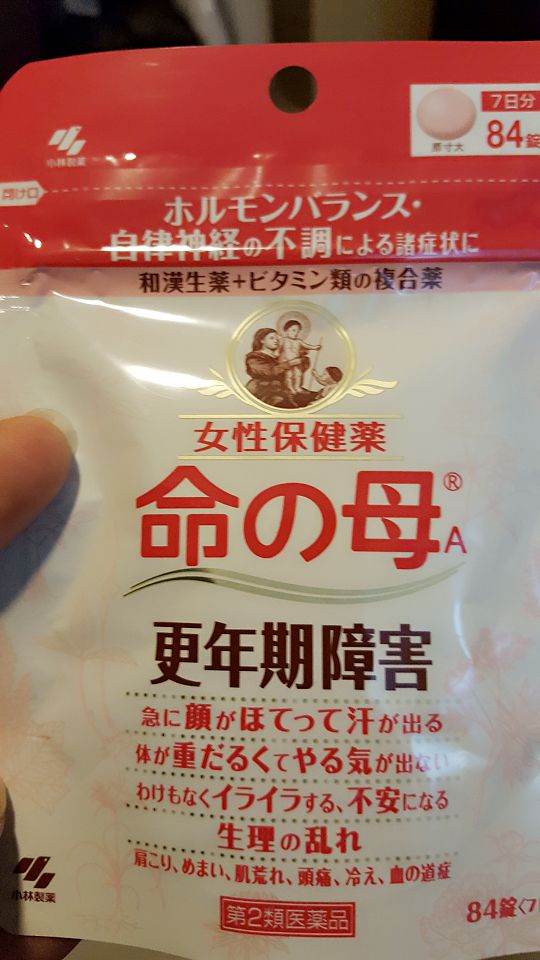 7日分
84錠
原寸大
小林製薬
開け口
ホルモンバランス・
自律神経の不調による諸症状に
和漢生薬+ビタミン類の複合薬
女性保健薬
命の母®A
更年期障害
急に顔がほてって汗が出る
体が重だるくてやる気が出ない
わけもなくイライラする、不安になる
生理の乱れ
肩こり、めまい、肌荒れ、頭痛、冷え、血の道症
小林製薬
第2類医薬品
84錠〈7